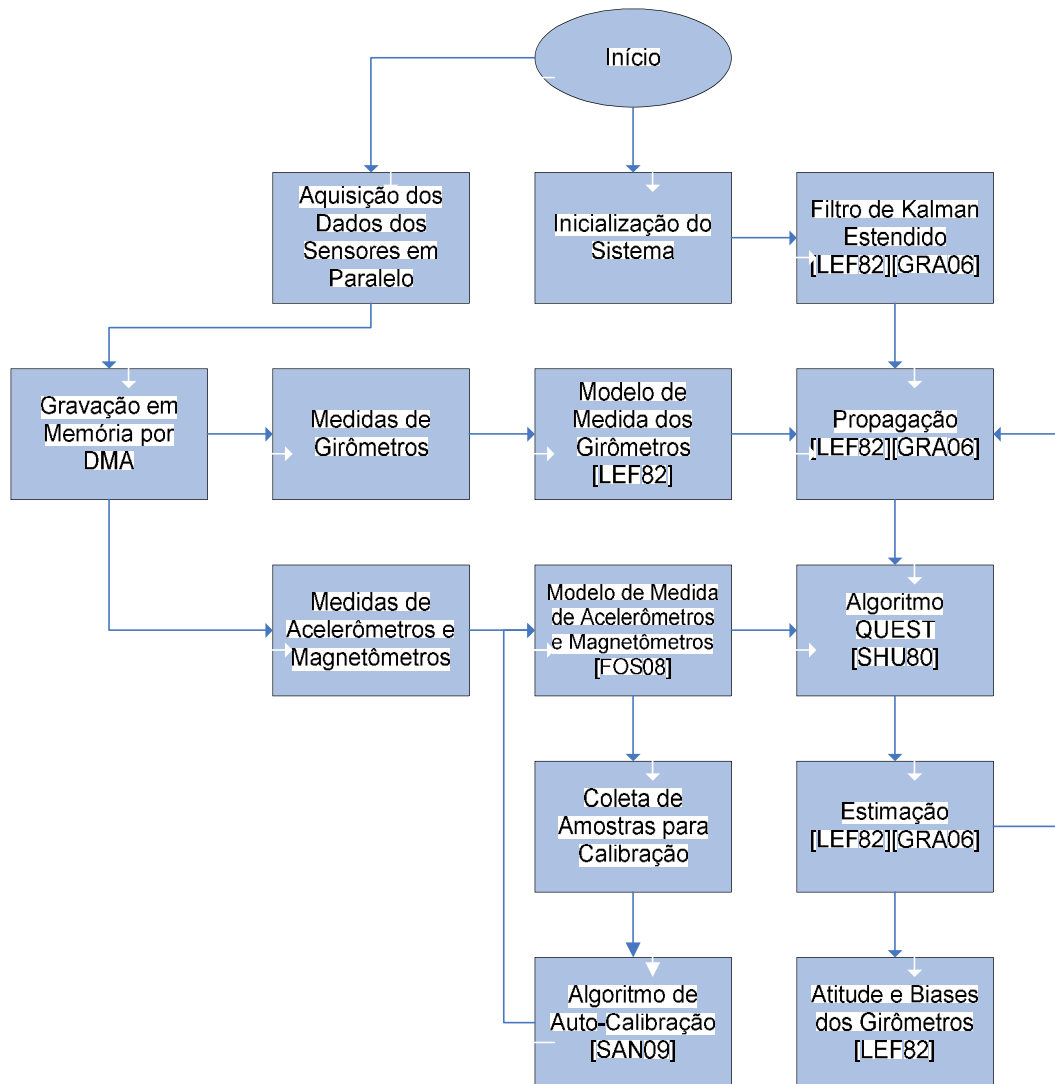 Início
Aquisição dos
Dados dos
Sensores em
Paralelo
Inicialização do
Sistema
Filtro de Kalman
Estendido
[LEF82][GRA06]
Gravação em
Memória por
DMA
Medidas de
Girômetros
Modelo de
Medida dos
Girômetros
[LEF82]
Propagação
[LEF82][GRA06]
Medidas de
Acelerômetros e
Magnetômetros
Modelo de Medida
de Acelerômetros
e Magnetômetros
[FOS08]
Algoritmo
QUEST
[SHU80]
Coleta de
Amostras para
Calibração
Estimação
[LEF82][GRA06]
Algoritmo de
Auto-Calibração
[SAN09]
Atitude e Biases
dos Girômetros
[LEF82]